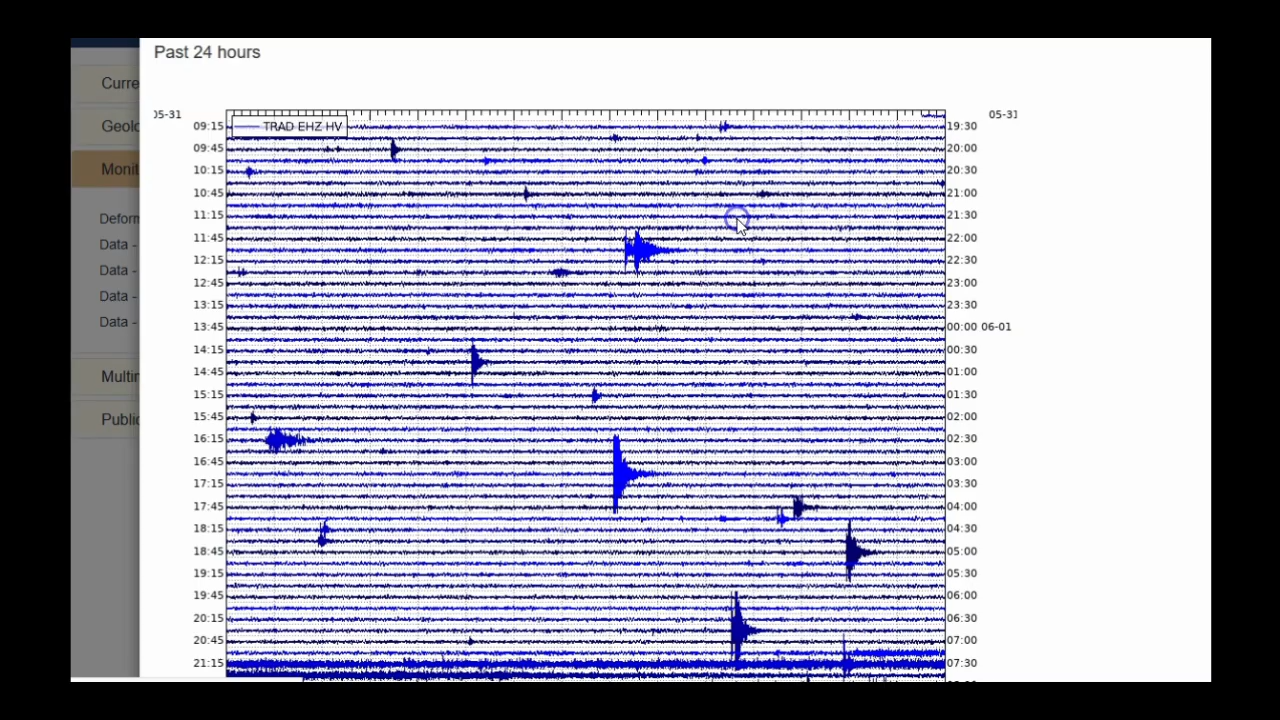 Past 24 hours
Curre
Geolo
Monit
Deform
Data -
Data -
Data -
Data -
Multim
Public
05-31 05-31
TRAD EHZ HV
09:15 19:30
09:45 20:00
10:15 20:30
10:45 21:00
11:15 21:30
11:45 22:00
12:15 22:30
12:45 23:00
13:15 23:30
13:45 00:00 06-01
14:15 00:30
14:45 01:00
15:15 01:30
15:45 02:00
16:15 02:30
16:45 03:00
17:15 03:30
17:45 04:00
18:15 04:30
18:45 05:00
19:15 05:30
19:45 06:00
20:15 06:30
20:45 07:00
21:15 07:30